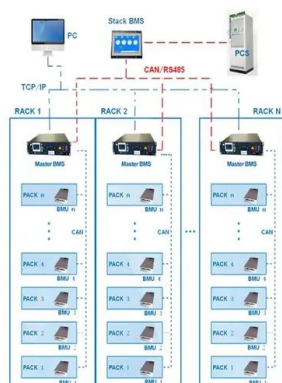 PC
Stack BMS
PCS
CAN/RS485
TCP/IP
RACK 1
RACK 2
RACK N
Master BMS
Master BMS
Master BMS
PACK n
BMU n
PACK n
BMU n
PACK n
BMU n
CAN
CAN
CAN
PACK 4
BMU 4
PACK 4
BMU 4
PACK 4
BMU 4
PACK 3
BMU 3
PACK 3
BMU 3
PACK 3
BMU 3
PACK 2
BMU 2
PACK 2
BMU 2
PACK 2
BMU 2
PACK 1
PACK 1
PACK 1